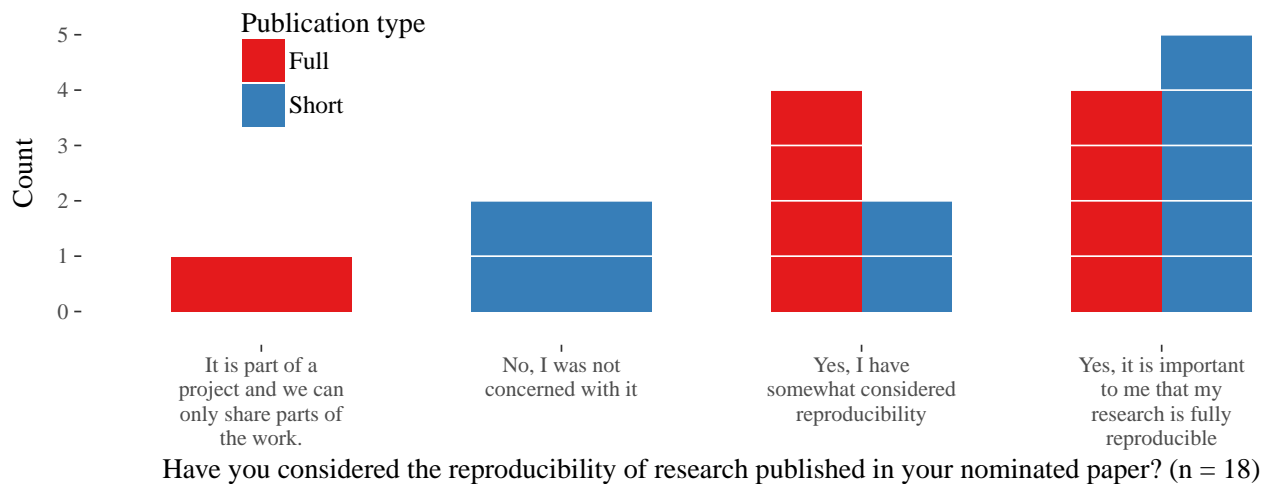 Publication type
Full
Short
Count
5
4
3
2
1
0
It is part of a
project and we can
only share parts of
the work.
No, I was not
concerned with it
Yes, I have
somewhat considered
reproducibility
Yes, it is important
to me that my
research is fully
reproducible
Have you considered the reproducibility of research published in your nominated paper? (n = 18)